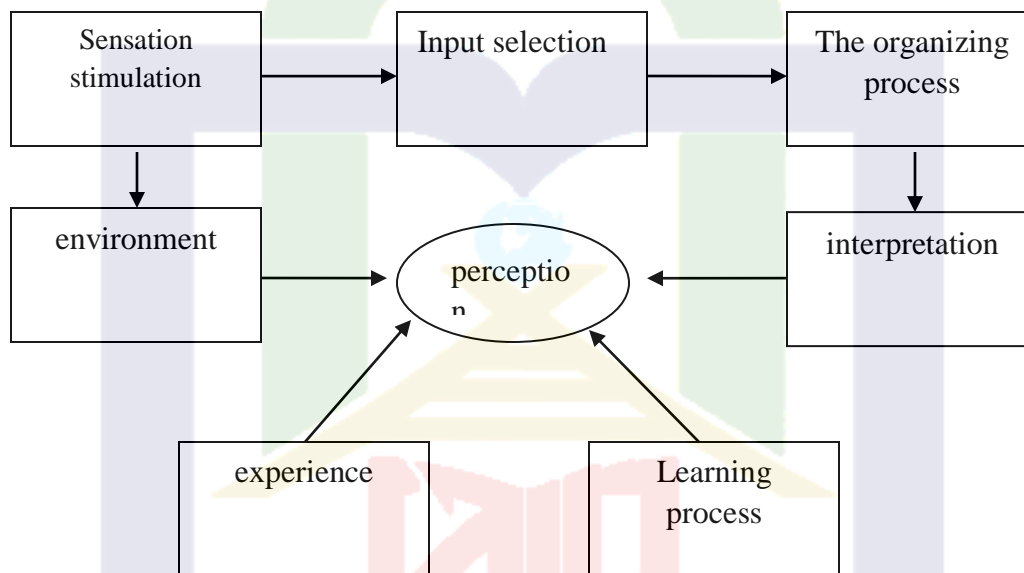 Sensation
stimulation
Input selection
The organizing
process
environment
perceptio
n
interpretation
experience
Learning
process